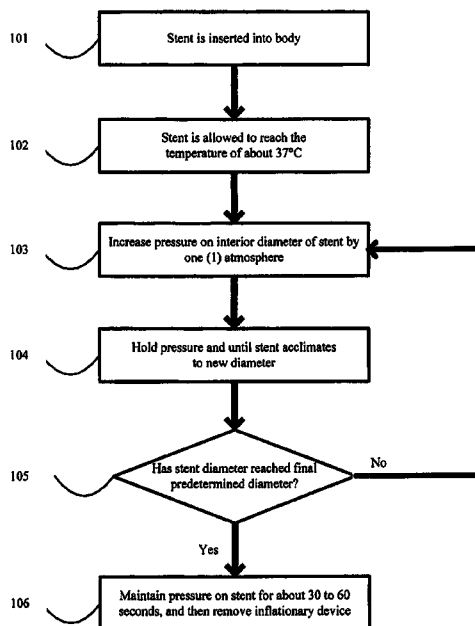 101
Stent is inserted into body
102
Stent is allowed to reach the
temperature of about 37°C
103
Increase pressure on interior diameter of stent by
one (1) atmosphere
104
Hold pressure and until stent acclimates
to new diameter
105
Has stent diameter reached final
predetermined diameter?
No
Yes
106
Maintain pressure on stent for about 30 to 60
seconds, and then remove inflationary device